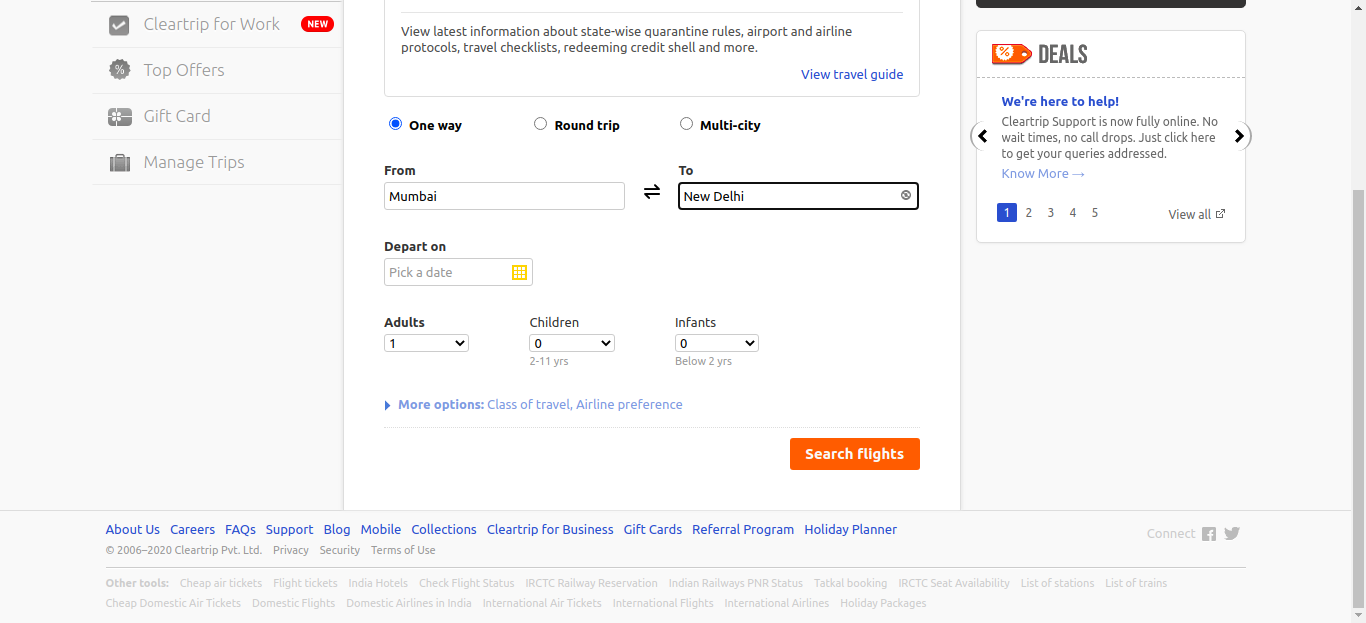 Cleartrip for Work NEW
Top Offers
Gift Card
Manage Trips
View latest information about state-wise quarantine rules, airport and airline
protocols, travel checklists, redeeming credit shell and more.
View travel guide
One way Round trip Multi-city
From To
Mumbai New Delhi
Depart on
Pick a date
Adults Children Infants
1 0 0
2-11 yrs Below 2 yrs
More options: Class of travel, Airline preference
Search flights
% DEALS
We're here to help!
Cleartrip Support is now fully online. No
wait times, no call drops. Just click here
to get your queries addressed.
Know More →
1 2 3 4 5 View all
About Us Careers FAQs Support Blog Mobile Collections Cleartrip for Business Gift Cards Referral Program Holiday Planner
© 2006–2020 Cleartrip Pvt. Ltd. Privacy Security Terms of Use
Connect
Other tools: Cheap air tickets Flight tickets India Hotels Check Flight Status IRCTC Railway Reservation Indian Railways PNR Status Tatkal booking IRCTC Seat Availability List of stations List of trains
Cheap Domestic Air Tickets Domestic Flights Domestic Airlines in India International Air Tickets International Flights International Airlines Holiday Packages